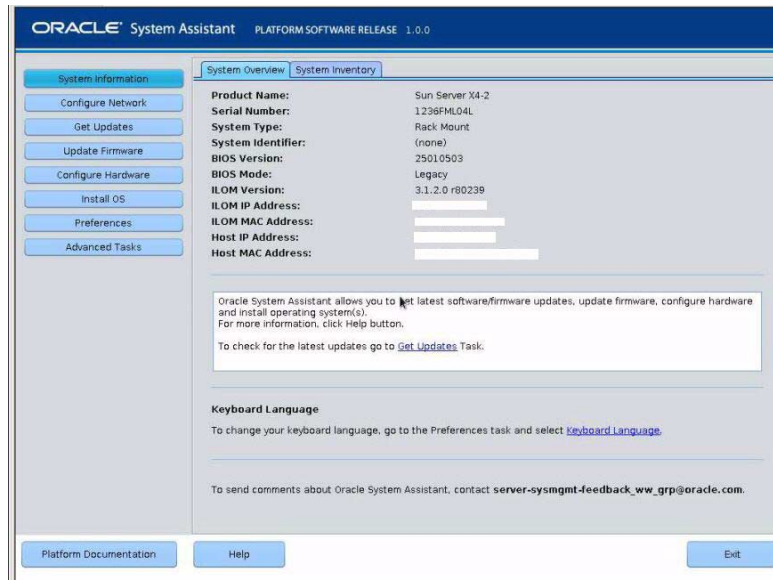 ORACLE System Assistant PLATFORM SOFTWARE RELEASE 1.0.0
System Information
Configure Network
Get Updates
Update Firmware
Configure Hardware
Install OS
Preferences
Advanced Tasks
System Overview System Inventory
Product Name: Sun Server X4-2
Serial Number: 1236FML04L
System Type: Rack Mount
System Identifier: (none)
BIOS Version: 25010503
BIOS Mode: Legacy
ILOM Version: 3.1.2.0 r80239
ILOM IP Address:
ILOM MAC Address:
Host IP Address:
Host MAC Address:
Oracle System Assistant allows you to get latest software/firmware updates, update firmware, configure hardware
and install operating system(s).
For more information, click Help button.
To check for the latest updates go to Get Updates Task.
Keyboard Language
To change your keyboard language, go to the Preferences task and select Keyboard Language.
To send comments about Oracle System Assistant, contact server-sysmgmt-feedback_ww_grp@oracle.com.
Platform Documentation Help Exit